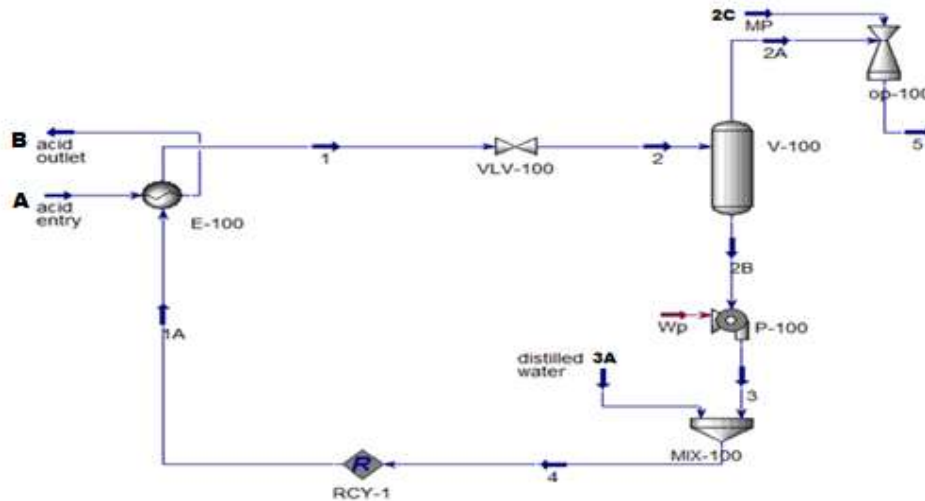 2C
MP
2A
op-100
B
acid
outlet
1
VLV-100
2
V-100
5
A
acid
entry
E-100
2B
1A
Wp
P-100
distilled 3A
water
3
MIX-100
R
4
RCY-1